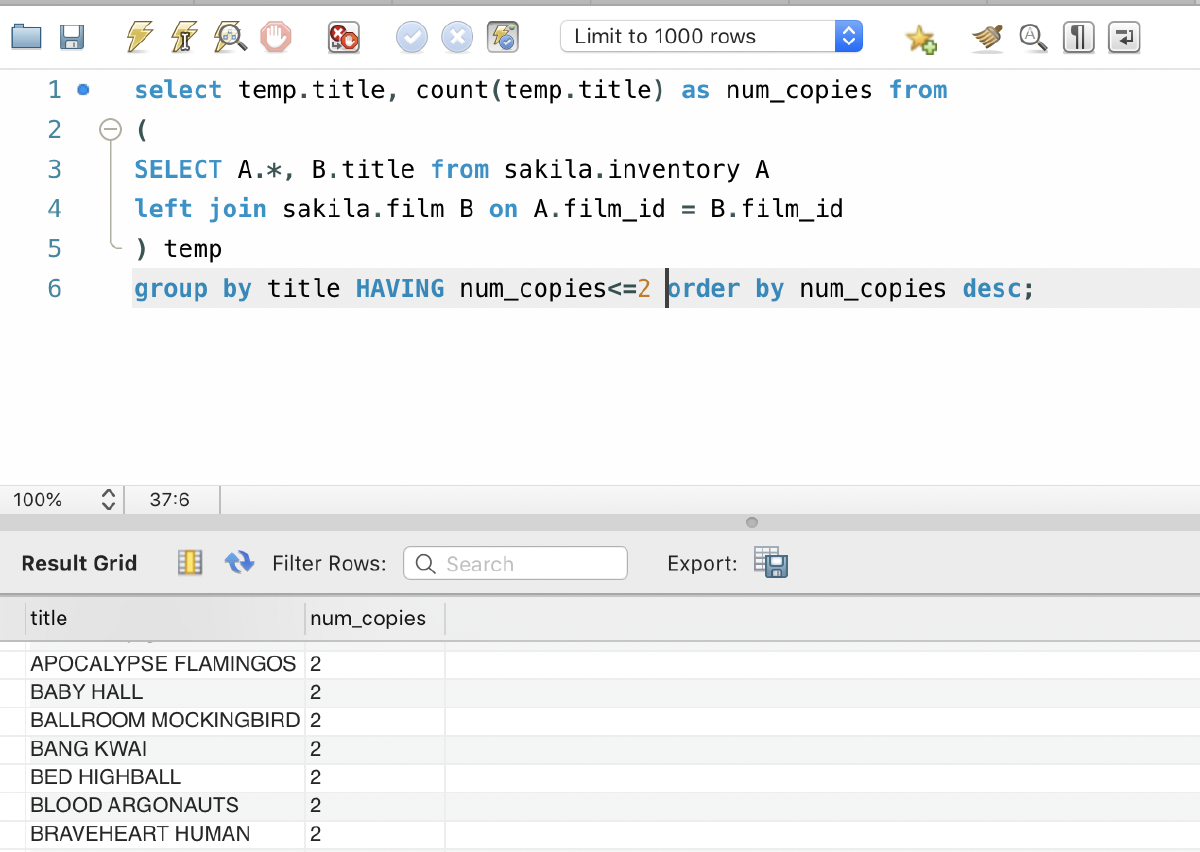 Limit to 1000 rows
1 select temp.title, count(temp.title) as num_copies from
2 (
3 SELECT A.*, B.title from sakila.inventory A
4 left join sakila.film B on A.film_id = B.film_id
5 ) temp
6 group by title HAVING num_copies<=2 order by num_copies desc;
100% 37:6
Result Grid Filter Rows: Search Export:
title num_copies
APOCALYPSE FLAMINGOS 2
BABY HALL 2
BALLROOM MOCKINGBIRD 2
BANG KWAI 2
BED HIGHBALL 2
BLOOD ARGONAUTS 2
BRAVEHEART HUMAN 2